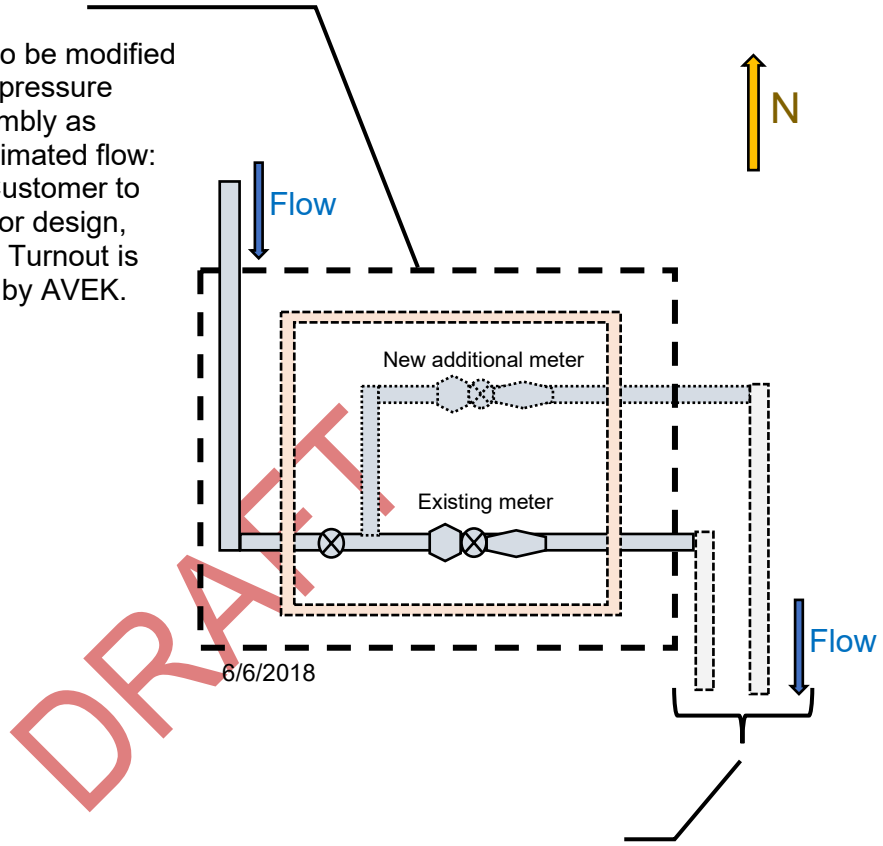 o be modified
pressure
mbly as
imated flow:
Customer to
or design,
Turnout is
by AVEK.
N
Flow
New additional meter
Existing meter
DRAFT
Flow
6/6/2018